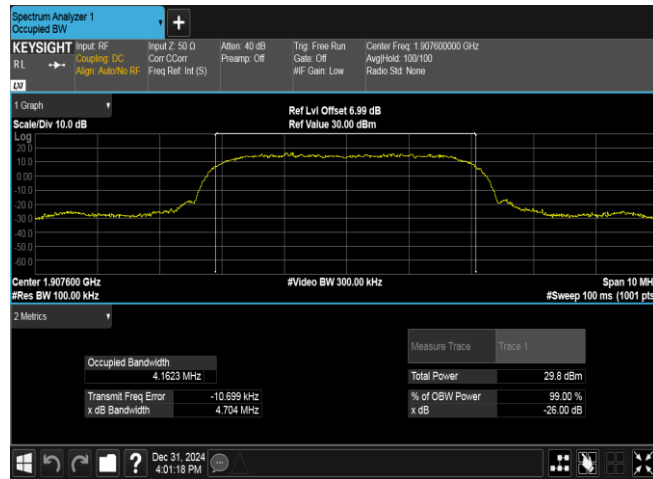 Spectrum Analyzer 1
Occupied BW
+
KEYSIGHT
RL
LXI
Input: RF
Coupling: DC
Align: Auto/No RF
Input Z: 50 Ω
Corr CCorr
Freq Ref: Int (S)
Atten: 40 dB
Preamp: Off
Trig: Free Run
Gate: Off
#IF Gain: Low
Center Freq: 1.907600000 GHz
Avg|Hold: 100/100
Radio Std: None
1 Graph
Scale/Div 10.0 dB
Ref Lvl Offset 6.99 dB
Ref Value 30.00 dBm
Log
20.0
10.0
0.00
-10.0
-20.0
-30.0
-40.0
-50.0
-60.0
Center 1.907600 GHz
#Res BW 100.00 kHz
#Video BW 300.00 kHz
Span 10 MH
#Sweep 100 ms (1001 pts
2 Metrics
Measure Trace Trace 1
Occupied Bandwidth
4.1623 MHz
Total Power 29.8 dBm
Transmit Freq Error -10.699 kHz
% of OBW Power 99.00 %
x dB Bandwidth 4.704 MHz
x dB -26.00 dB
?
Dec 31, 2024
4:01:18 PM